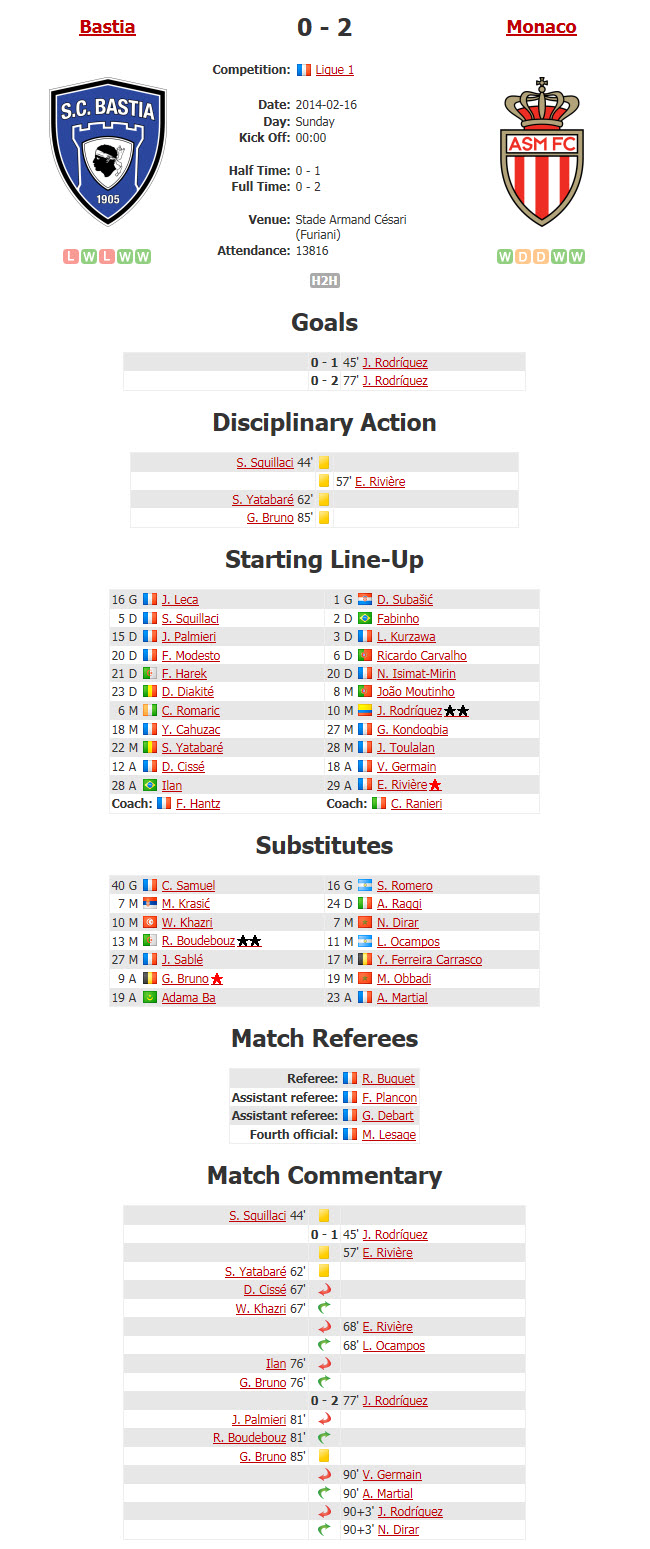 Bastia 0 - 2 Monaco
Competition: Ligue 1
S.C. BASTIA
1905
ASM FC
Date: 2014-02-16
Day: Sunday
Kick Off: 00:00
Half Time: 0 - 1
Full Time: 0 - 2
Venue: Stade Armand Césari
(Furiani)
Attendance: 13816
L W L W W
W D D W W
H2H
Goals
0 - 1 45' J. Rodríguez
0 - 2 77' J. Rodríguez
Disciplinary Action
S. Squillaci 44'
57' E. Rivière
S. Yatabaré 62'
G. Bruno 85'
Starting Line-Up
16 G J. Leca 1 G D. Subašić
5 D S. Squillaci 2 D Fabinho
15 D J. Palmieri 3 D L. Kurzawa
20 D F. Modesto 6 D Ricardo Carvalho
21 D F. Harek 20 D N. Isimat-Mirin
23 D D. Diakité 8 M João Moutinho
6 M C. Romaric 10 M J. Rodríguez
18 M Y. Cahuzac 27 M G. Kondogbia
22 M S. Yatabaré 28 M J. Toulalan
12 A D. Cissé 18 A V. Germain
28 A Ilan 29 A E. Rivière
Coach: F. Hantz Coach: C. Ranieri
Substitutes
40 G C. Samuel 16 G S. Romero
7 M M. Krasić 24 D A. Raggi
10 M W. Khazri 7 M N. Dirar
13 M R. Boudebouz 11 M L. Ocampos
27 M J. Sablé 17 M Y. Ferreira Carrasco
9 A G. Bruno 19 M M. Obbadi
19 A Adama Ba 23 A A. Martial
Match Referees
Referee: R. Buquet
Assistant referee: F. Plancon
Assistant referee: G. Debart
Fourth official: M. Lesage
Match Commentary
S. Squillaci 44'
0 - 1 45' J. Rodríguez
57' E. Rivière
S. Yatabaré 62'
D. Cissé 67'
W. Khazri 67'
68' E. Rivière
68' L. Ocampos
Ilan 76'
G. Bruno 76'
0 - 2 77' J. Rodríguez
J. Palmieri 81'
R. Boudebouz 81'
G. Bruno 85'
90' V. Germain
90' A. Martial
90+3' J. Rodríguez
90+3' N. Dirar